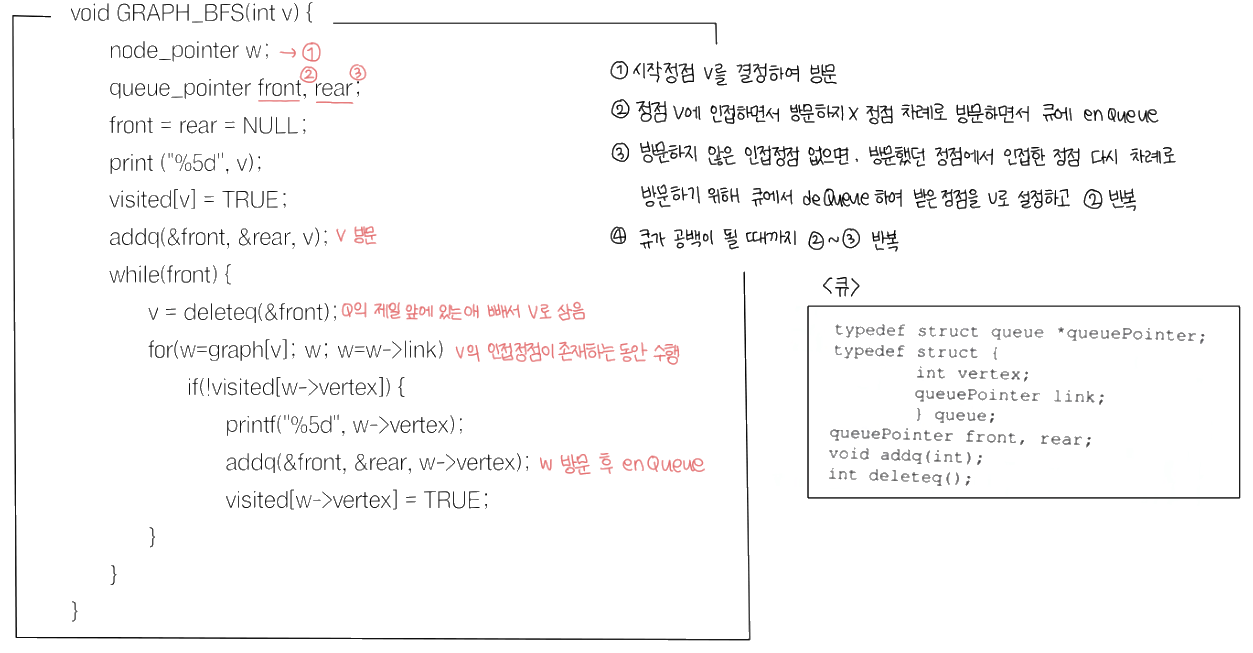 void GRAPH_BFS(int v) {
node_pointer w; → ①
queue_pointer front②, rear③;
front = rear = NULL;
print ("%5d", v);
visited[v] = TRUE;
addq(&front, &rear, v); V 방문
while(front) {
v = deleteq(&front); Q의 제일 앞에 있는애 빼서 V로 삼음
for(w=graph[v]; w; w=w->link) V의 인접정점이 존재하는 동안 수행
if(!visited[w->vertex]) {
printf("%5d", w->vertex);
addq(&front, &rear, w->vertex); W 방문 후 enQueue
visited[w->vertex] = TRUE;
}
}
}
① 시작정점 V를 결정하여 방문
② 정점 V에 인접하면서 방문하지X 정점 차례로 방문하면서 큐에 enQueue
③ 방문하지 않은 인접정점 없으면, 방문했던 정점에서 인접한 정점 다시 차례로
방문하기 위해 큐에서 deQueue하여 받은 정점을 V로 설정하고 ② 반복
④ 큐가 공백이 될 때까지 ②~③ 반복
<큐>
typedef struct queue *queuePointer;
typedef struct {
int vertex;
queuePointer link;
} queue;
queuePointer front, rear;
void addq(int);
int deleteq();